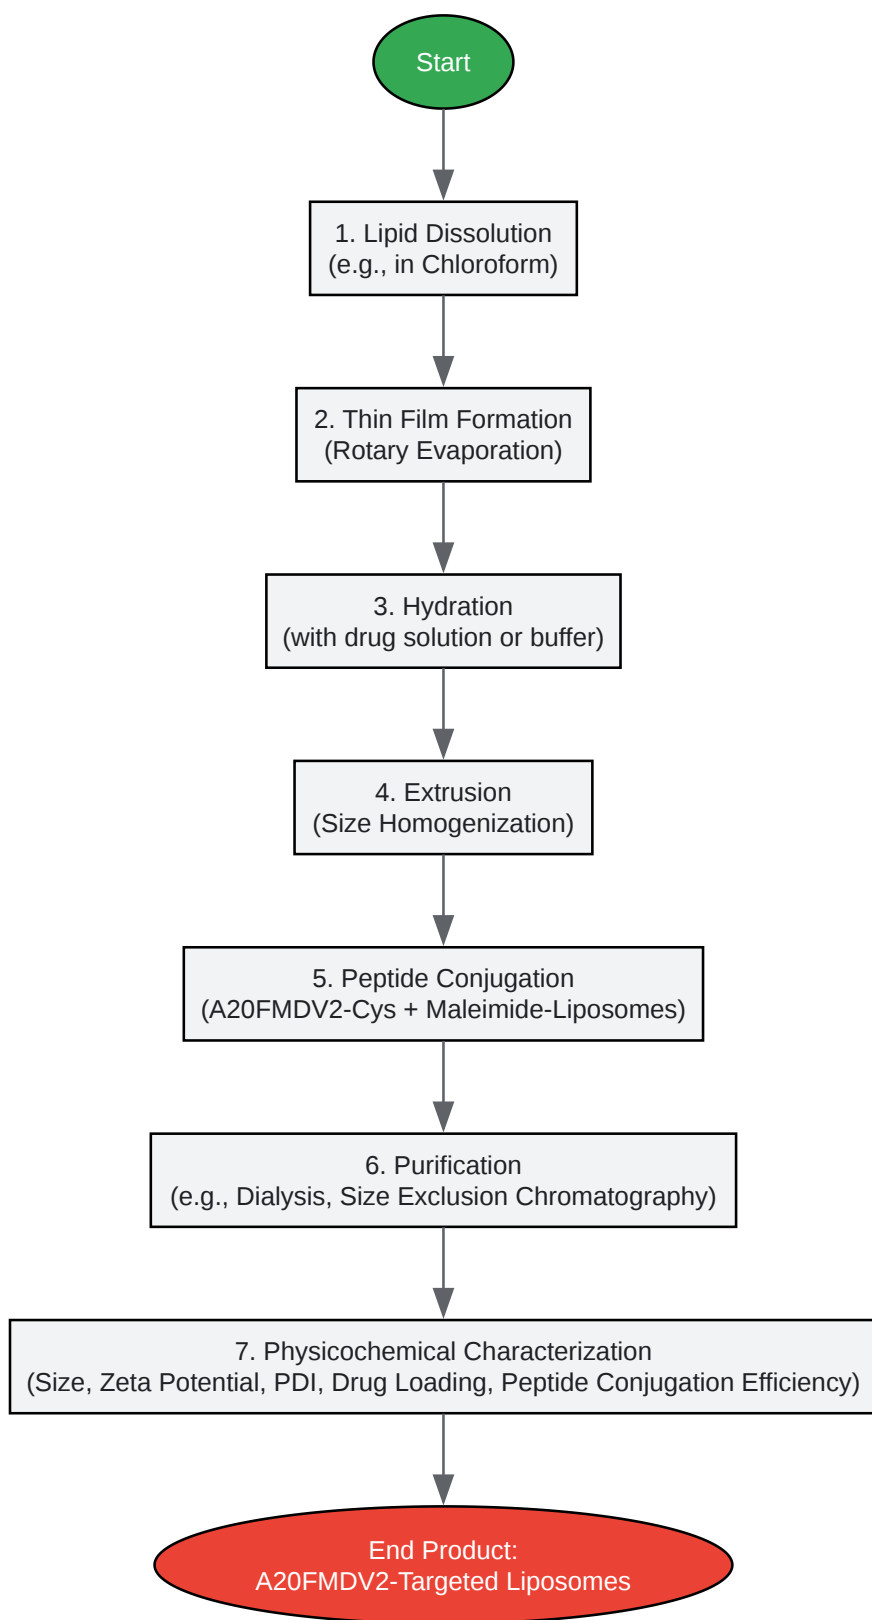 Start
1. Lipid Dissolution
(e.g., in Chloroform)
2. Thin Film Formation
(Rotary Evaporation)
3. Hydration
(with drug solution or buffer)
4. Extrusion
(Size Homogenization)
5. Peptide Conjugation
(A20FMDV2-Cys + Maleimide-Liposomes)
6. Purification
(e.g., Dialysis, Size Exclusion Chromatography)
7. Physicochemical Characterization
(Size, Zeta Potential, PDI, Drug Loading, Peptide Conjugation Efficiency)
End Product:
A20FMDV2-Targeted Liposomes